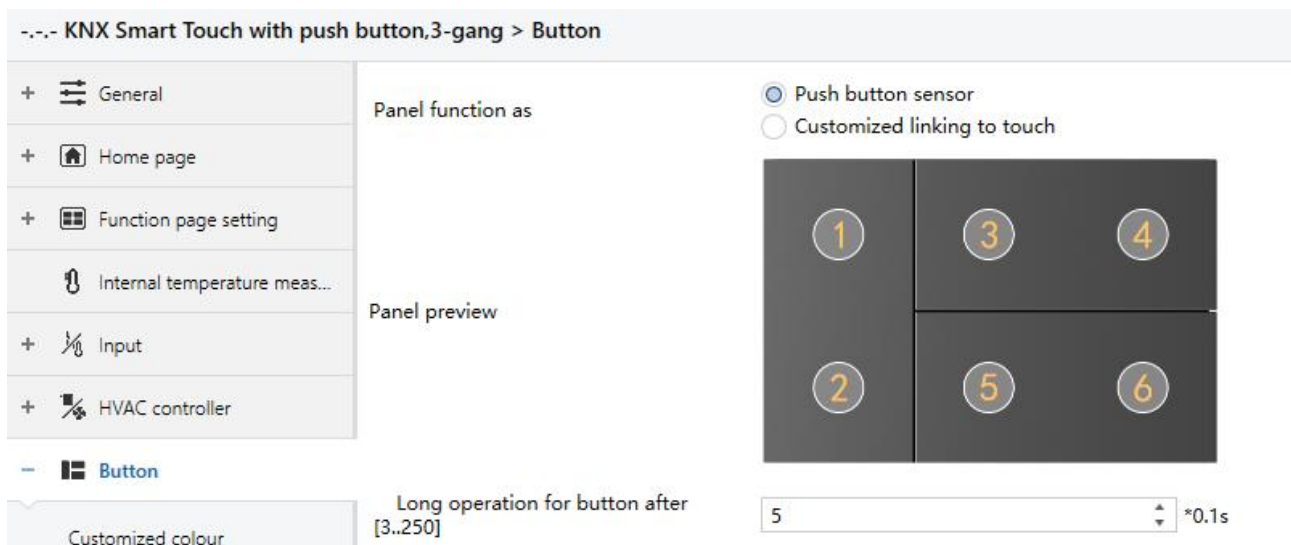 -.-.- KNX Smart Touch with push button,3-gang > Button
+ General
+ Home page
+ Function page setting
Internal temperature meas...
+ Input
+ HVAC controller
- Button
Customized colour
Panel function as
Push button sensor
Customized linking to touch
Panel preview
1 3 4
2 5 6
Long operation for button after
[3..250]
5 *0.1s